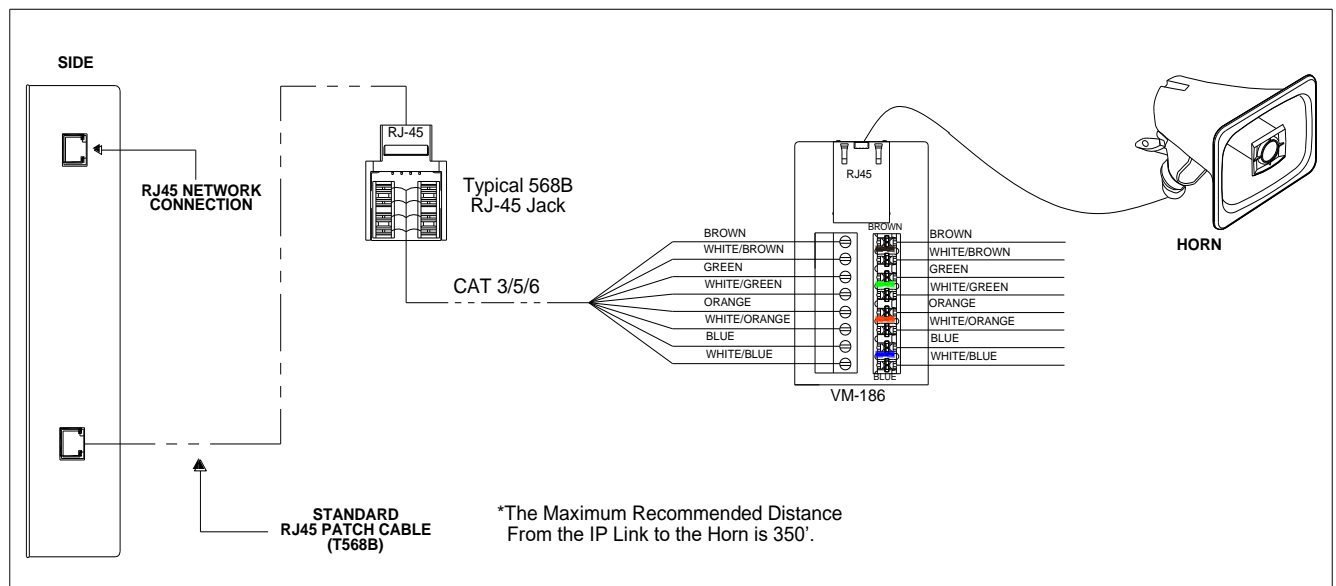 SIDE
RJ45 NETWORK
CONNECTION
STANDARD
RJ45 PATCH CABLE
(T568B)
RJ-45
Typical 568B
RJ-45 Jack
CAT 3/5/6
BROWN
WHITE/BROWN
GREEN
WHITE/GREEN
ORANGE
WHITE/ORANGE
BLUE
WHITE/BLUE
RJ45
BROWN
BLUE
VM-186
BROWN
WHITE/BROWN
GREEN
WHITE/GREEN
ORANGE
WHITE/ORANGE
BLUE
WHITE/BLUE
HORN
*The Maximum Recommended Distance
From the IP Link to the Horn is 350'.